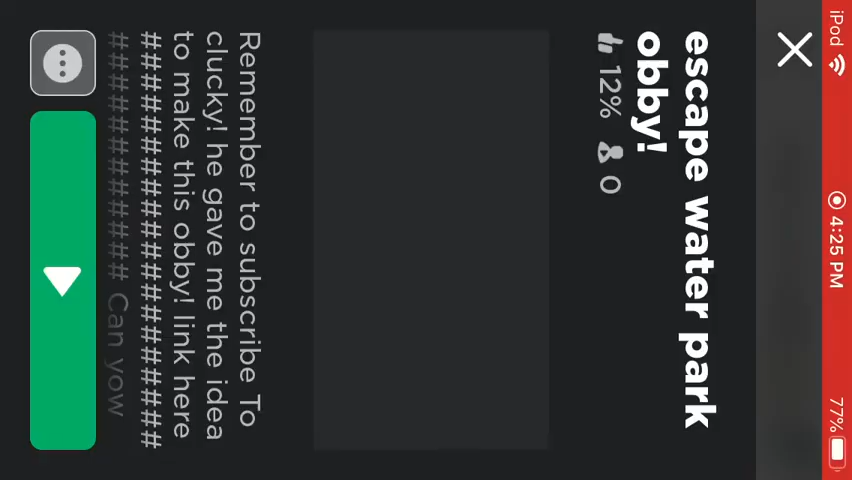 iPod 4:25 PM 77%
escape water park
obby!
12% 0
Remember to subscribe To
clucky! he gave me the idea
to make this obby! link here
####################
############ Can yow